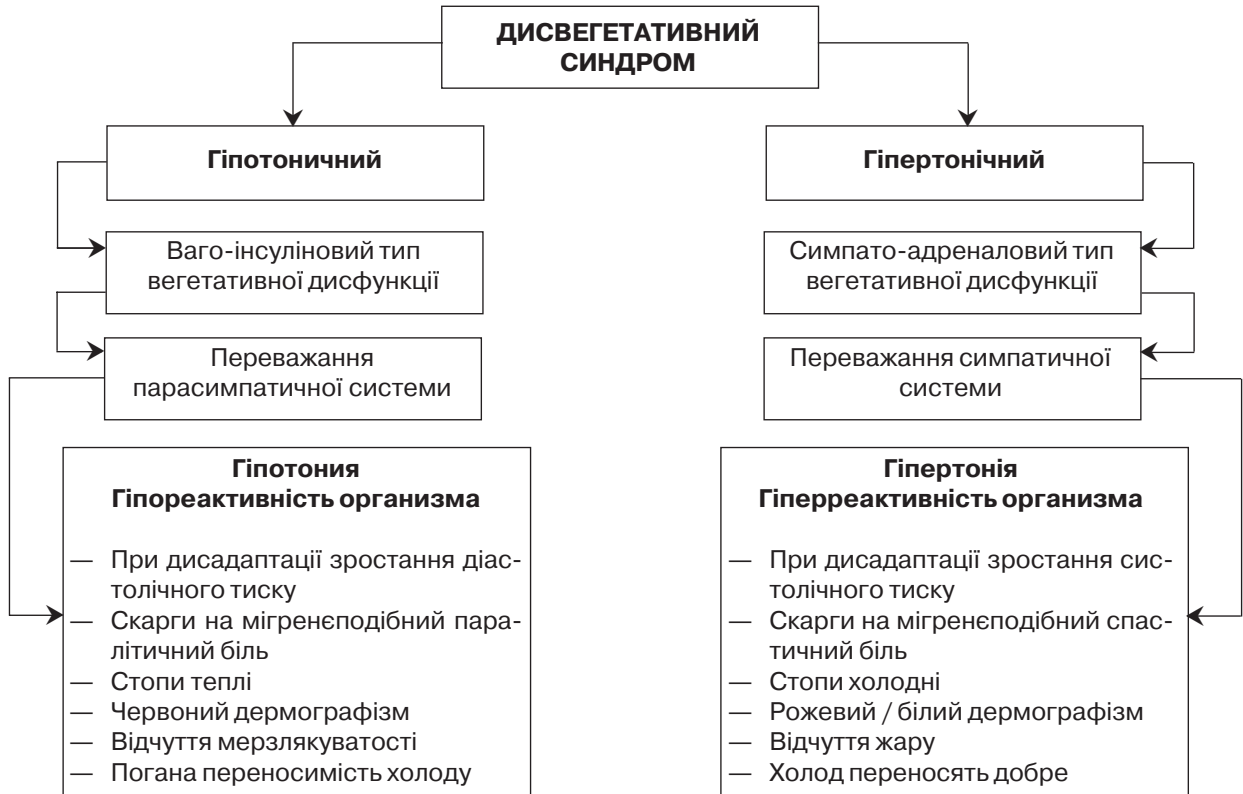 ДИСВЕГЕТАТИВНИЙ
СИНДРОМ
Гіпотоничний
Ваго-інсуліновий тип
вегетативної дисфункції
Переважання
парасимпатичної системи
Гіпотония
Гіпореактивність организма
— При дисадаптації зростання діас-
толічного тиску
— Скарги на мігренєподібний пара-
літичний біль
— Стопи теплі
— Червоний дермографізм
— Відчуття мерзлякуватості
— Погана переносимість холоду
Гіпертонічний
Симпато-адреналовий тип
вегетативної дисфункції
Переважання симпатичної
системи
Гіпертонія
Гіперреактивність организма
— При дисадаптації зростання сис-
толічного тиску
— Скарги на мігренєподібний спас-
тичний біль
— Стопи холодні
— Рожевий / білий дермографізм
— Відчуття жару
— Холод переносять добре